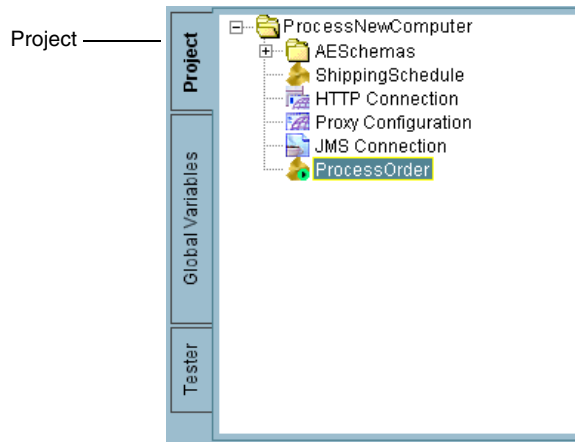 Project
Project
Global Variables
Tester
ProcessNewComputer
AESchemas
ShippingSchedule
HTTP Connection
Proxy Configuration
JMS Connection
ProcessOrder